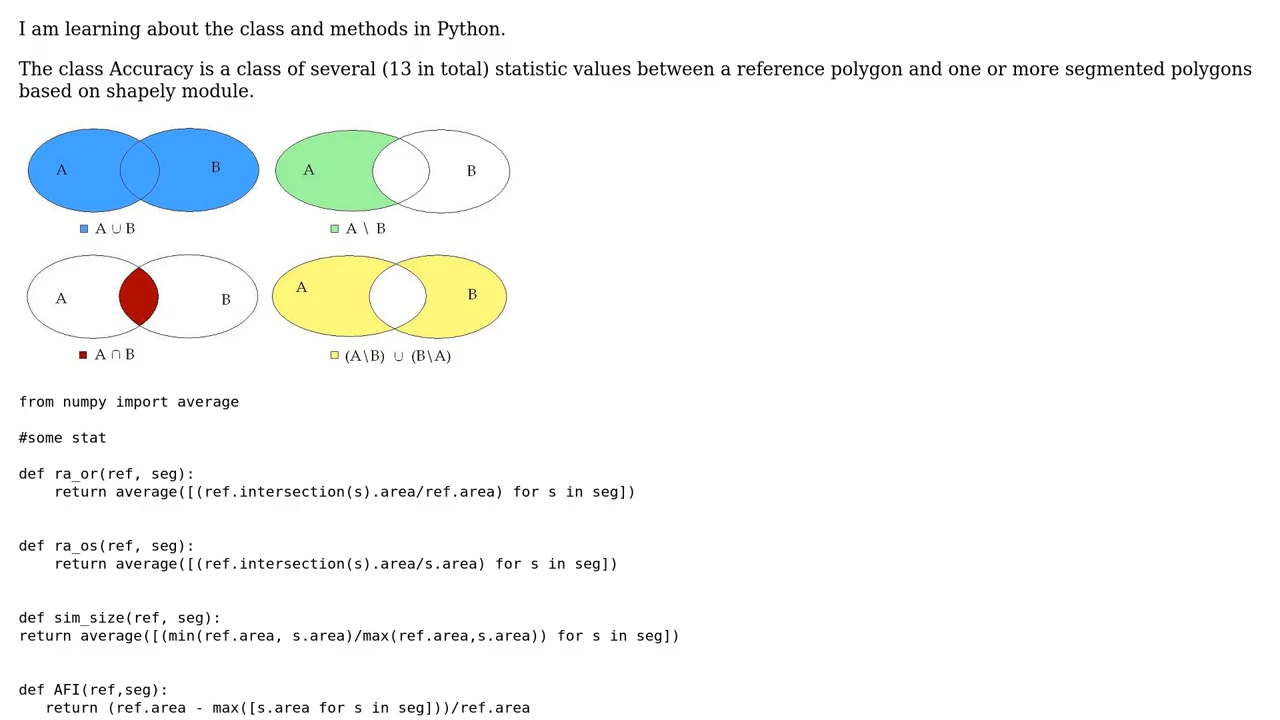 I am learning about the class and methods in Python.
The class Accuracy is a class of several (13 in total) statistic values between a reference polygon and one or more segmented polygons
based on shapely module.
A B A B
A ∪ B A \ B
A B A B
A ∩ B (A\B) ∪ (B\A)
from numpy import average
#some stat
def ra_or(ref, seg):
    return average([(ref.intersection(s).area/ref.area) for s in seg])
def ra_os(ref, seg):
    return average([(ref.intersection(s).area/s.area) for s in seg])
def sim_size(ref, seg):
return average([(min(ref.area, s.area)/max(ref.area,s.area)) for s in seg])
def AFI(ref,seg):
   return (ref.area - max([s.area for s in seg]))/ref.area